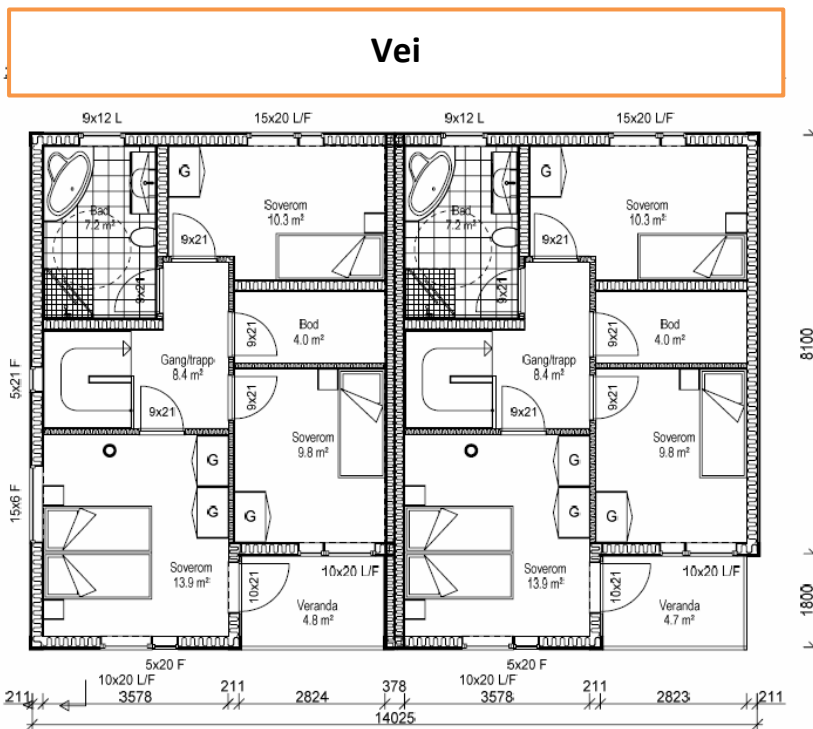 Vei
9x12 L
15x20 L/F
9x12 L
15x20 L/F
G
G
Bad
7.2 m²
Soverom
10.3 m²
Bad
7.2 m²
Soverom
10.3 m²
9x21
9x21
9x21
9x21
Bod
4.0 m²
Bod
4.0 m²
9x21
9x21
Gang/trapp
8.4 m²
Gang/trapp
8.4 m²
8100
5x21 F
9x21
9x21
9x21
9x21
Soverom
9.8 m²
Soverom
9.8 m²
G
G
15x6 F
G
G
G
G
Soverom
13.9 m²
10x21
10x20 L/F
Soverom
13.9 m²
10x21
10x20 L/F
Veranda
4.8 m²
Veranda
4.7 m²
1800
5x20 F
5x20 F
10x20 L/F
10x20 L/F
211
3578
211
2824
378
3578
211
2823
211
14025